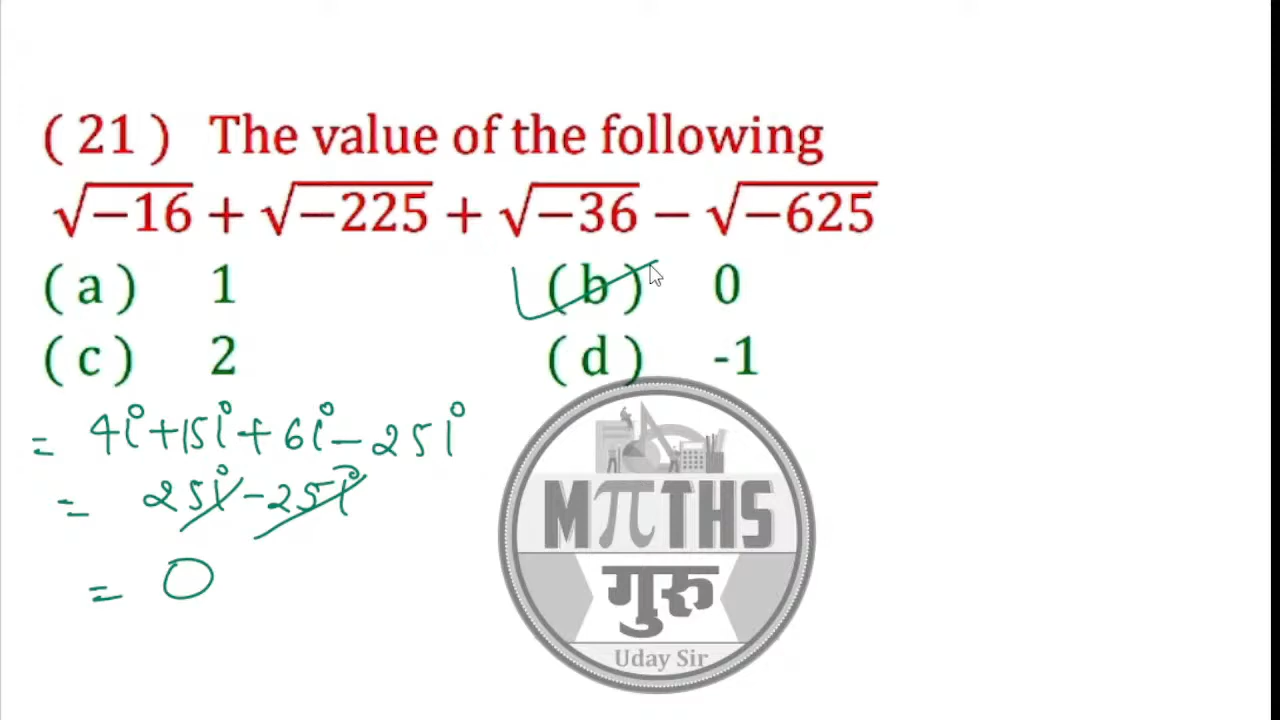 ( 21 ) The value of the following
√−16 + √−225 + √−36 − √−625
( a ) 1 ( b ) 0
( c ) 2 ( d ) -1
= 4i + 15i + 6i − 25i
= 25i − 25i
= 0
MπTHS
गुरु
Uday Sir